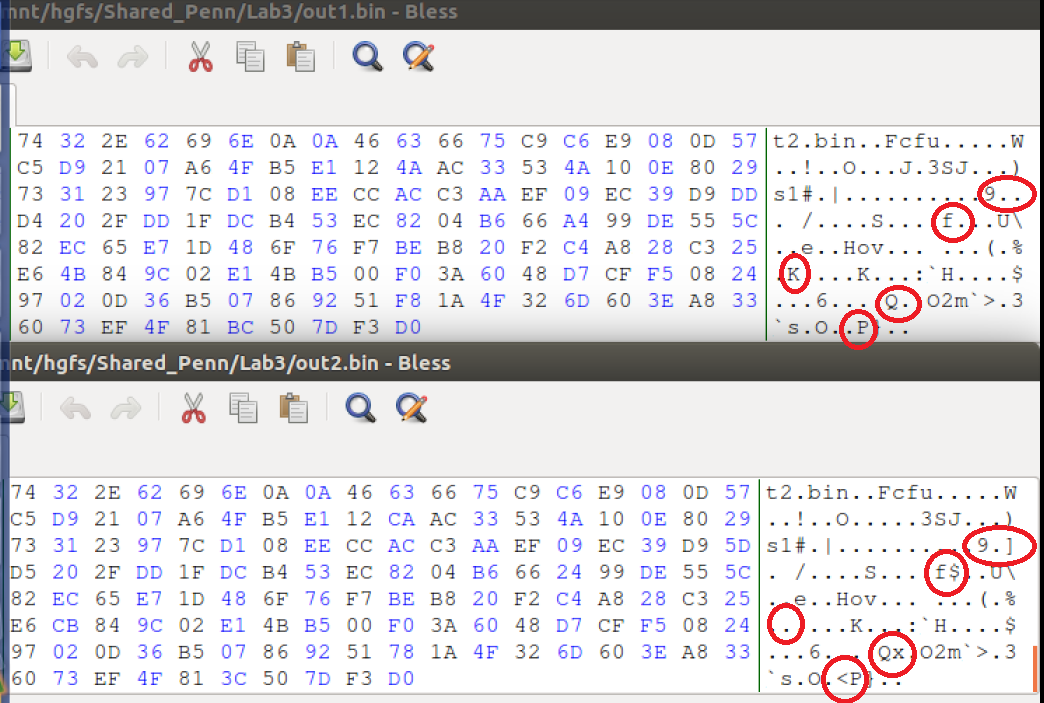 nnt/hgfs/Shared_Penn/Lab3/out1.bin - Bless
74 32 2E 62 69 6E 0A 0A 46 63 66 75 C9 C6 E9 08 0D 57 t2.bin..Fcfu.....W
C5 D9 21 07 A6 4F B5 E1 12 4A AC 33 53 4A 10 0E 80 29 ..!..O...J.3SJ...)
73 31 23 97 7C D1 08 EE CC AC C3 AA EF 09 EC 39 D9 DD s1#.|..........9..
D4 20 2F DD 1F DC B4 53 EC 82 04 B6 66 A4 99 DE 55 5C . /....S....f...U\
82 EC 65 E7 1D 48 6F 76 F7 BE B8 20 F2 C4 A8 28 C3 25 ..e..Hov... ...(.%
E6 4B 84 9C 02 E1 4B B5 00 F0 3A 60 48 D7 CF F5 08 24 .K....K...:`H....$
97 02 0D 36 B5 07 86 92 51 F8 1A 4F 32 6D 60 3E A8 33 ...6....Q..O2m`>.3
60 73 EF 4F 81 BC 50 7D F3 D0 `s.O..P}..
nt/hgfs/Shared_Penn/Lab3/out2.bin - Bless
74 32 2E 62 69 6E 0A 0A 46 63 66 75 C9 C6 E9 08 0D 57 t2.bin..Fcfu.....W
C5 D9 21 07 A6 4F B5 E1 12 CA AC 33 53 4A 10 0E 80 29 ..!..O.....3SJ...)
73 31 23 97 7C D1 08 EE CC AC C3 AA EF 09 EC 39 D9 5D s1#.|..........9.]
D5 20 2F DD 1F DC B4 53 EC 82 04 B6 66 24 99 DE 55 5C . /....S....f$..U\
82 EC 65 E7 1D 48 6F 76 F7 BE B8 20 F2 C4 A8 28 C3 25 ..e..Hov... ...(.%
E6 CB 84 9C 02 E1 4B B5 00 F0 3A 60 48 D7 CF F5 08 24 ......K...:`H....$
97 02 0D 36 B5 07 86 92 51 78 1A 4F 32 6D 60 3E A8 33 ...6....Qx.O2m`>.3
60 73 EF 4F 81 3C 50 7D F3 D0 `s.O.<P}..